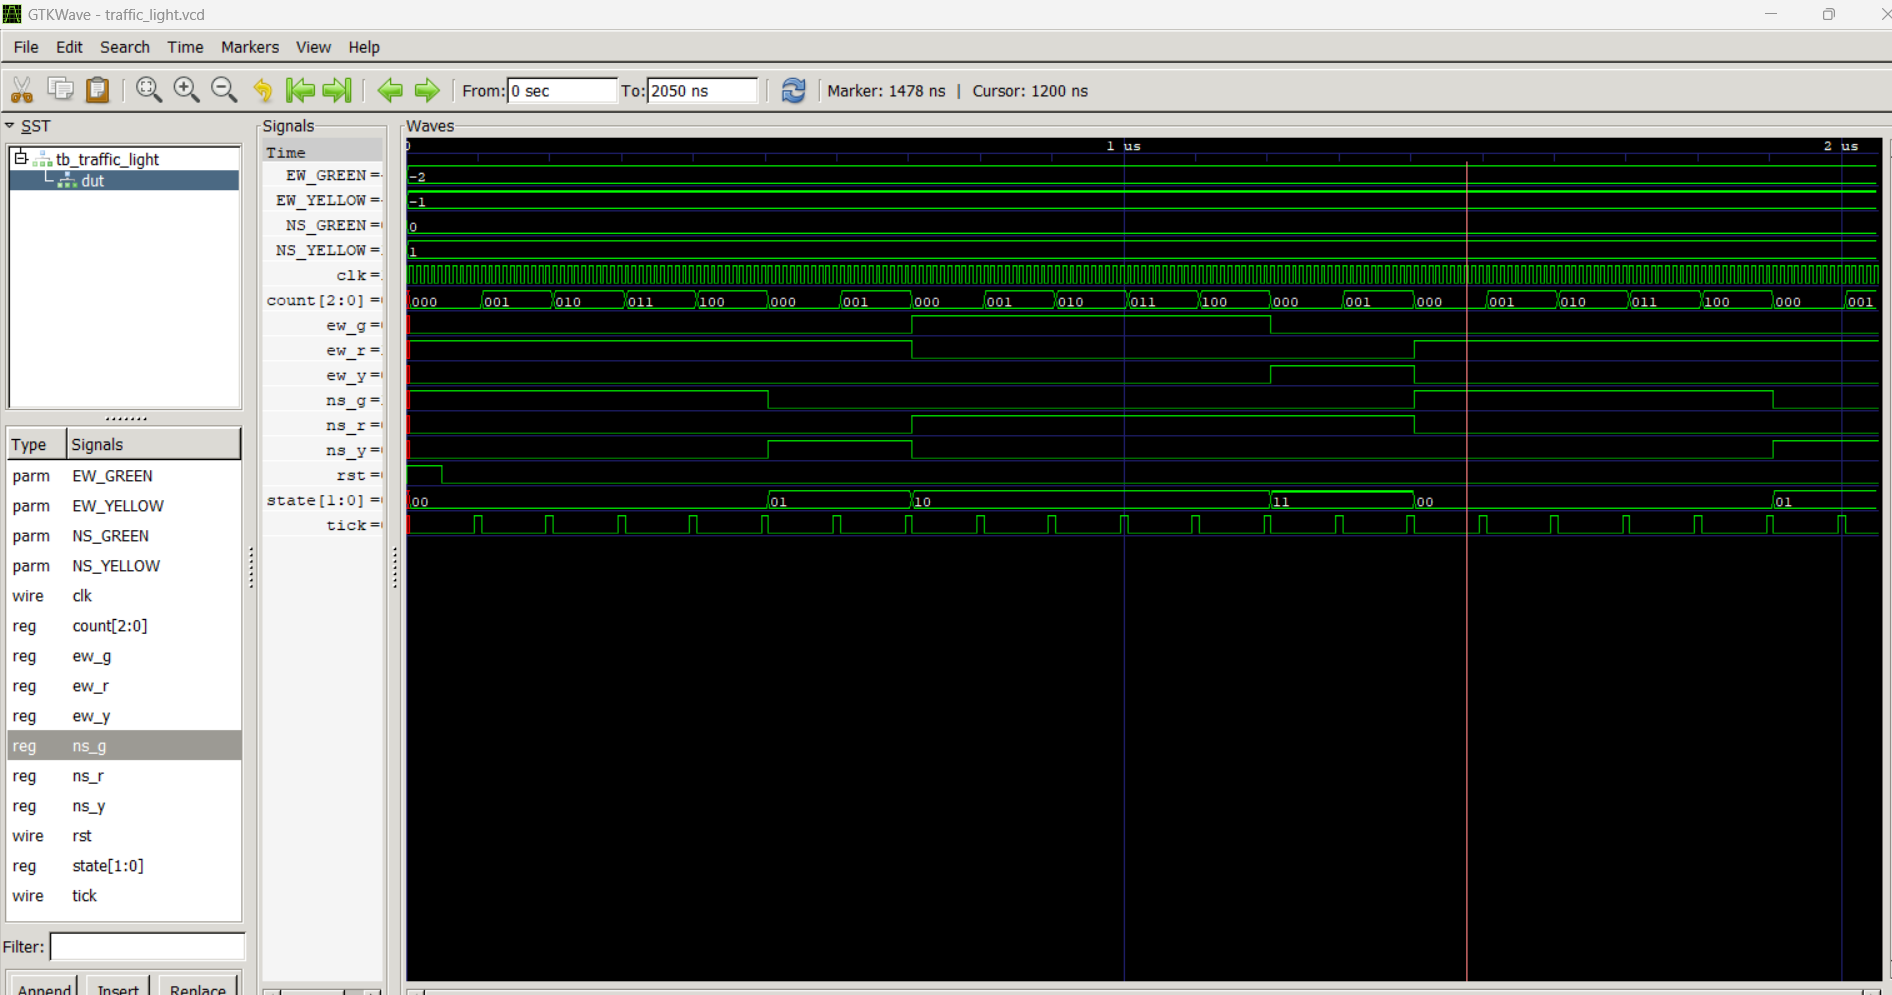 GTKWave - traffic_light.vcd
File Edit Search Time Markers View Help
From: 0 sec To: 2050 ns Marker: 1478 ns | Cursor: 1200 ns
SST
tb_traffic_light
dut
Type Signals
parm EW_GREEN
parm EW_YELLOW
parm NS_GREEN
parm NS_YELLOW
wire clk
reg count[2:0]
reg ew_g
reg ew_r
reg ew_y
reg ns_g
reg ns_r
reg ns_y
wire rst
reg state[1:0]
wire tick
Filter:
Append Insert Replace
Signals
Time
EW_GREEN =
EW_YELLOW =
NS_GREEN =
NS_YELLOW =
clk =
count[2:0] =
ew_g =
ew_r =
ew_y =
ns_g =
ns_r =
ns_y =
rst =
state[1:0] =
tick =
Waves
0 1 us 2 us
-2
-1
0
1
000 001 010 011 100 000 001 000 001 010 011 100 000 001 000 001 010 011 100 000 001
00 01 10 11 00 01